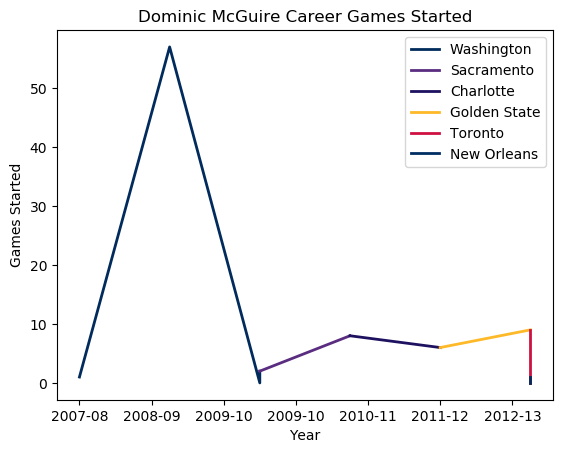 Dominic McGuire Career Games Started
Washington
Sacramento
Charlotte
Golden State
Toronto
New Orleans
Games Started
50
40
30
20
10
0
2007-08 2008-09 2009-10 2009-10 2010-11 2011-12 2012-13
Year